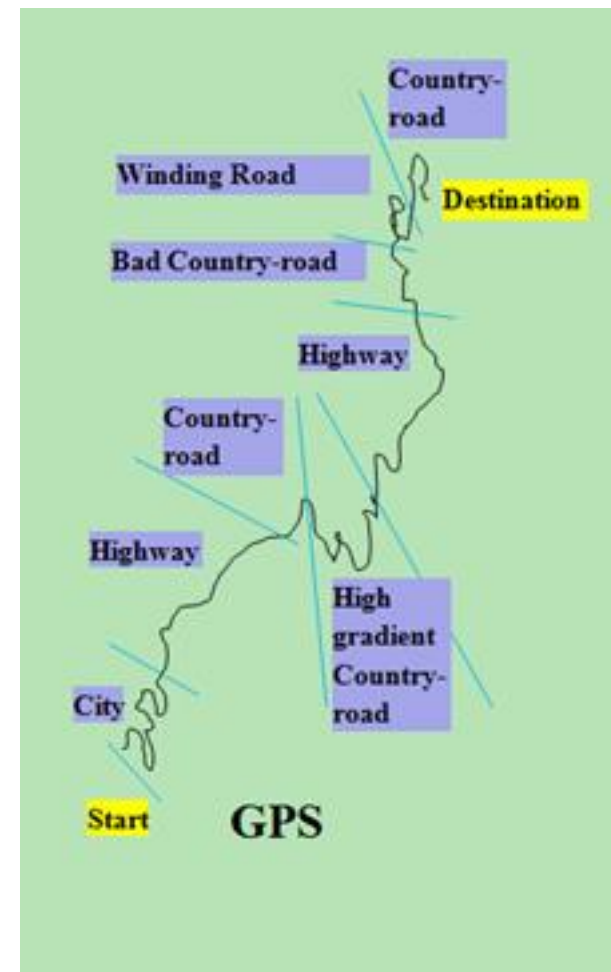 Country-
road
Winding Road
Destination
Bad Country-road
Highway
Country-
road
Highway
High
gradient
Country-
road
City
Start
GPS